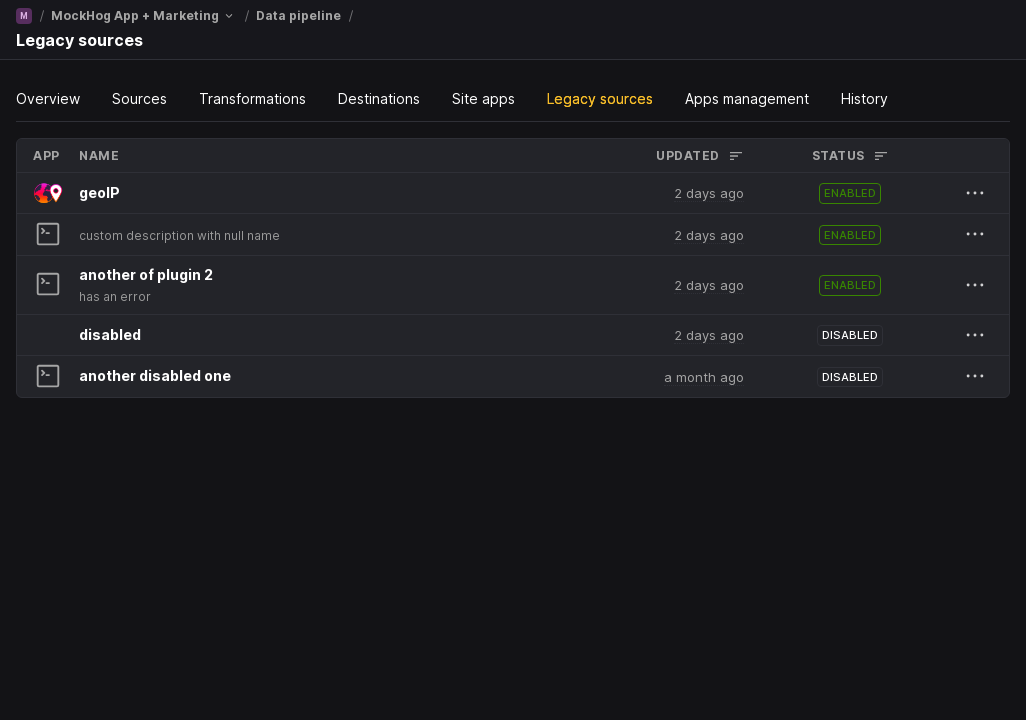 M / MockHog App + Marketing / Data pipeline /
Legacy sources
Overview Sources Transformations Destinations Site apps Legacy sources Apps management History
APP NAME UPDATED STATUS
geoIP 2 days ago ENABLED
custom description with null name 2 days ago ENABLED
another of plugin 2
has an error 2 days ago ENABLED
disabled 2 days ago DISABLED
another disabled one a month ago DISABLED